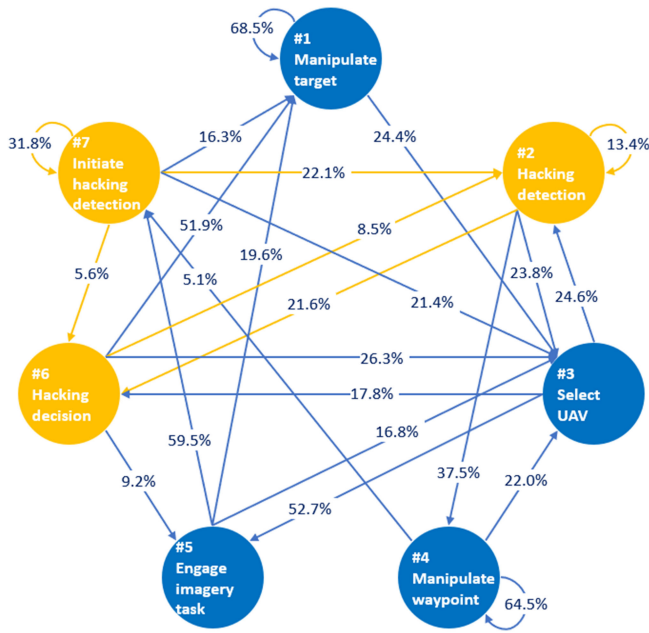 68.5%
#1
Manipulate
target
31.8%
#7
Initiate
hacking
detection
16.3%
24.4%
#2
Hacking
detection
13.4%
22.1%
51.9%
8.5%
5.6%
5.1%
19.6%
23.8%
24.6%
21.6%
21.4%
26.3%
#6
Hacking
decision
17.8%
#3
Select
UAV
59.5%
16.8%
9.2%
37.5%
22.0%
52.7%
#5
Engage
imagery
task
#4
Manipulate
waypoint
64.5%